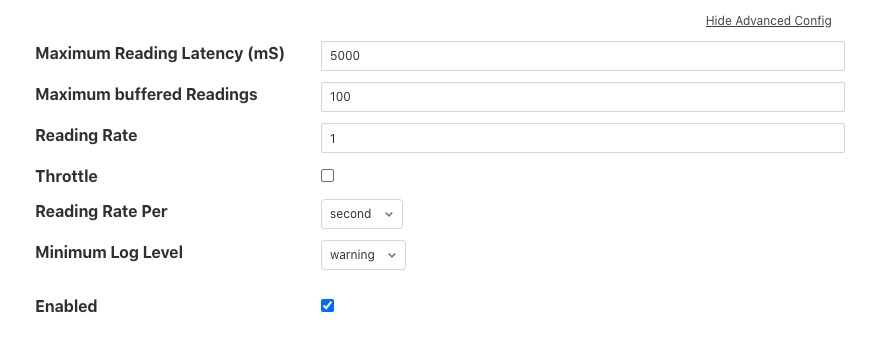 Hide Advanced Config
Maximum Reading Latency (mS) 5000
Maximum buffered Readings 100
Reading Rate 1
Throttle
Reading Rate Per second
Minimum Log Level warning
Enabled